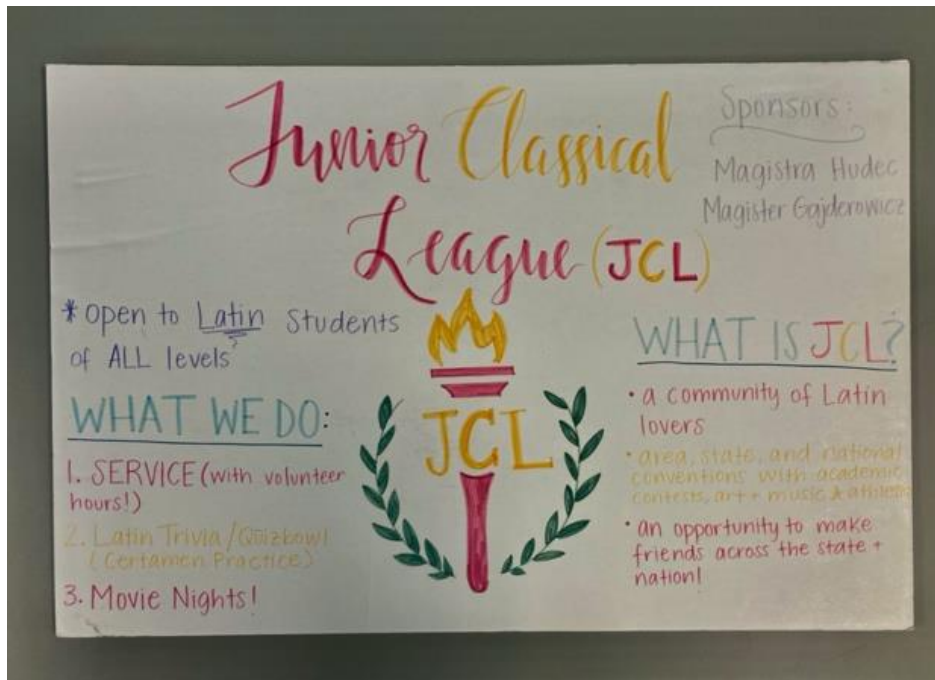 Junior Classical
League (JCL)
Sponsors:
Magistra Hudec
Magister Gajderowicz
*open to Latin students
of ALL levels
WHAT WE DO:
1. SERVICE (with volunteer
hours!)
2. Latin Trivia/Quizbowl
(Certamen Practice)
3. Movie Nights!
JCL
WHAT IS JCL?
• a community of Latin
lovers
• area, state, and national
conventions with academic
contests, art + music &
• an opportunity to make
friends across the state +
nation!